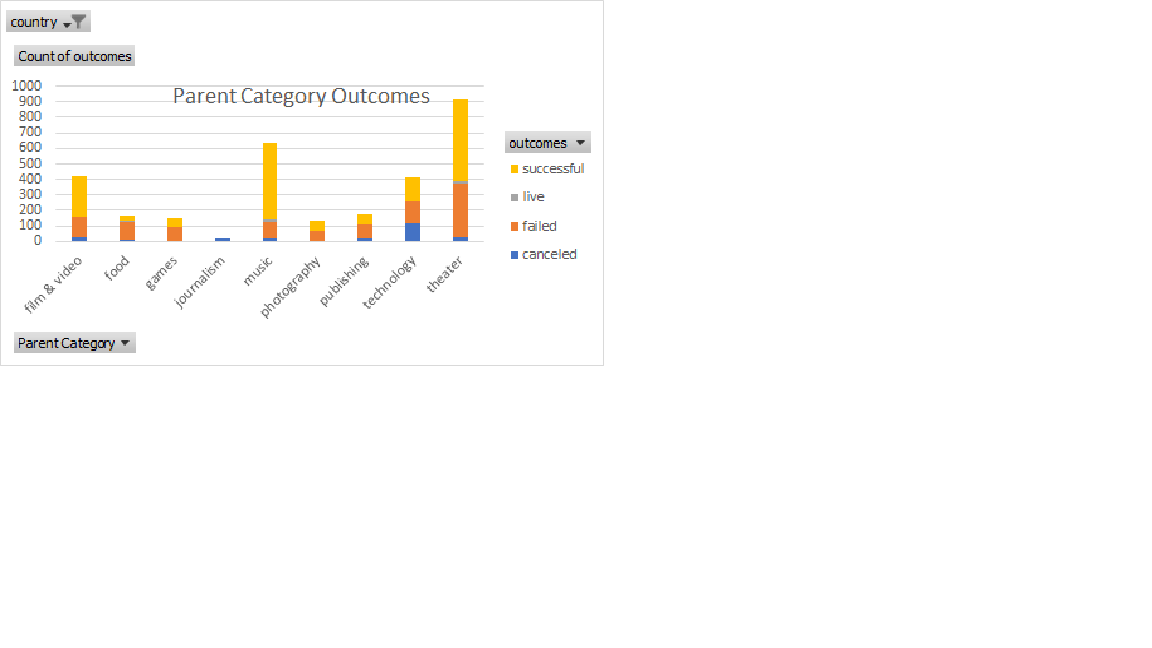 country
Count of outcomes
Parent Category Outcomes
1000
900
800
700
600
500
400
300
200
100
0
film & video
food
games
journalism
music
photography
publishing
technology
theater
outcomes
successful
live
failed
canceled
Parent Category